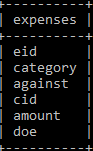 expenses
eid
category
against
cid
amount
doe